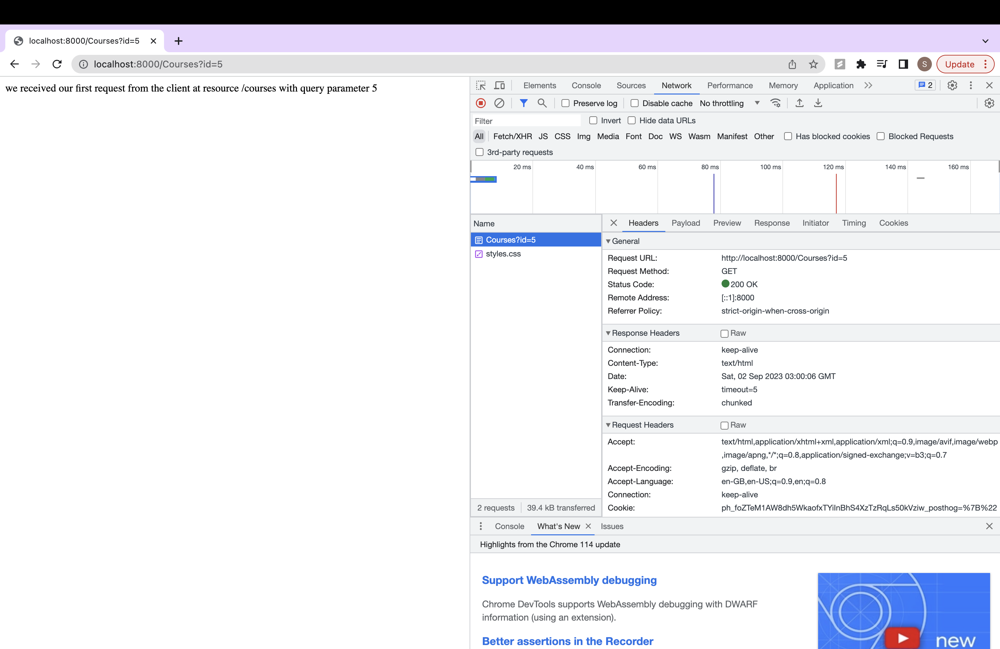 localhost:8000/Courses?id=5
localhost:8000/Courses?id=5
S
Update
we received our first request from the client at resource /courses with query parameter 5
Elements Console Sources Network Performance Memory Application 2
Preserve log Disable cache No throttling
Filter Invert Hide data URLs
All Fetch/XHR JS CSS Img Media Font Doc WS Wasm Manifest Other Has blocked cookies Blocked Requests
3rd-party requests
20 ms 40 ms 60 ms 80 ms 100 ms 120 ms 140 ms 160 ms
Name
Courses?id=5
styles.css
2 requests 39.4 kB transferred
Headers Payload Preview Response Initiator Timing Cookies
General
Request URL: http://localhost:8000/Courses?id=5
Request Method: GET
Status Code: 200 OK
Remote Address: [::1]:8000
Referrer Policy: strict-origin-when-cross-origin
Response Headers Raw
Connection: keep-alive
Content-Type: text/html
Date: Sat, 02 Sep 2023 03:00:06 GMT
Keep-Alive: timeout=5
Transfer-Encoding: chunked
Request Headers Raw
Accept: text/html,application/xhtml+xml,application/xml;q=0.9,image/avif,image/webp
,image/apng,*/*;q=0.8,application/signed-exchange;v=b3;q=0.7
Accept-Encoding: gzip, deflate, br
Accept-Language: en-GB,en-US;q=0.9,en;q=0.8
Connection: keep-alive
Cookie: ph_foZTeM1AW8dh5WkaofxTYiInBhS4XzTzRqLs50kVziw_posthog=%7B%22
Console What's New Issues
Highlights from the Chrome 114 update
Support WebAssembly debugging
Chrome DevTools supports WebAssembly debugging with DWARF
information (using an extension).
Better assertions in the Recorder
new